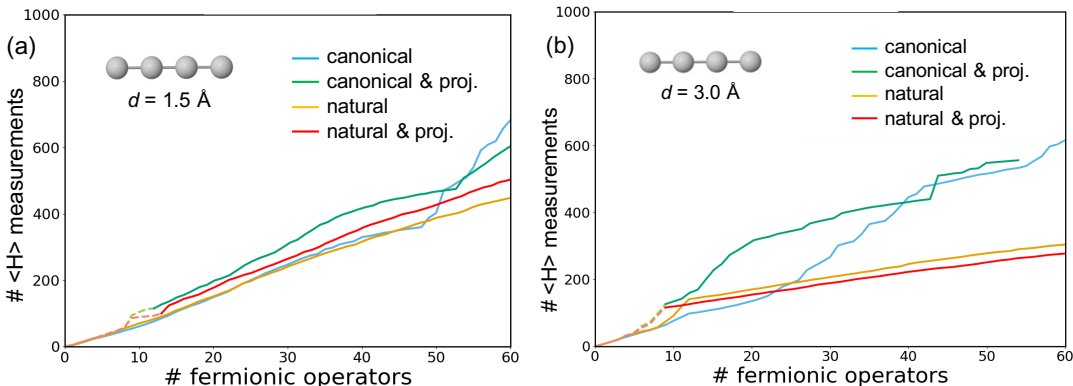 (a)
d = 1.5 Å
canonical
canonical & proj.
natural
natural & proj.
# <H> measurements
1000
800
600
400
200
0
0 10 20 30 40 50 60
# fermionic operators
(b)
d = 3.0 Å
canonical
canonical & proj.
natural
natural & proj.
# <H> measurements
1000
800
600
400
200
0
0 10 20 30 40 50 60
# fermionic operators